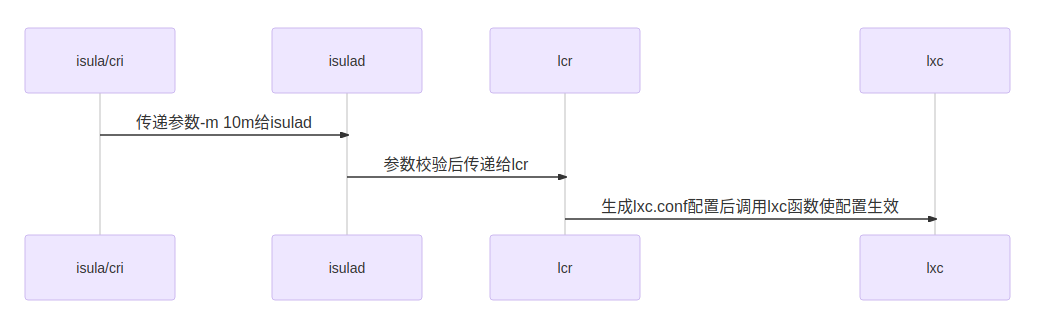 isula/cri
isulad
lcr
lxc
传递参数-m 10m给isulad
参数校验后传递给lcr
生成lxc.conf配置后调用lxc函数使配置生效
isula/cri
isulad
lcr
lxc